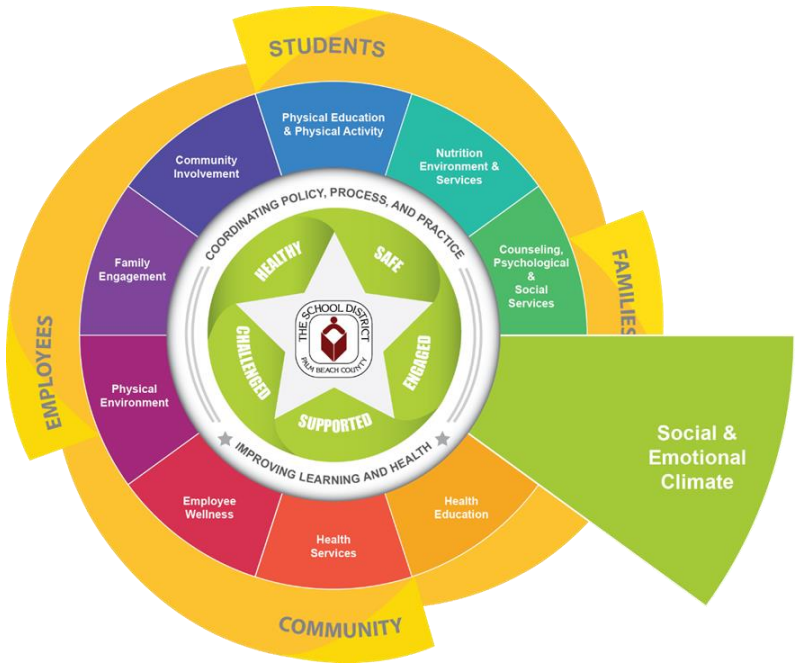 STUDENTS
FAMILIES
COMMUNITY
EMPLOYEES
Physical Education
& Physical Activity
Nutrition
Environment &
Services
Counseling,
Psychological
&
Social
Services
Social &
Emotional
Climate
Health
Education
Health
Services
Employee
Wellness
Physical
Environment
Family
Engagement
Community
Involvement
COORDINATING POLICY, PROCESS, AND PRACTICE
IMPROVING LEARNING AND HEALTH
HEALTHY
SAFE
ENGAGED
SUPPORTED
CHALLENGED
THE SCHOOL DISTRICT
PALM BEACH COUNTY